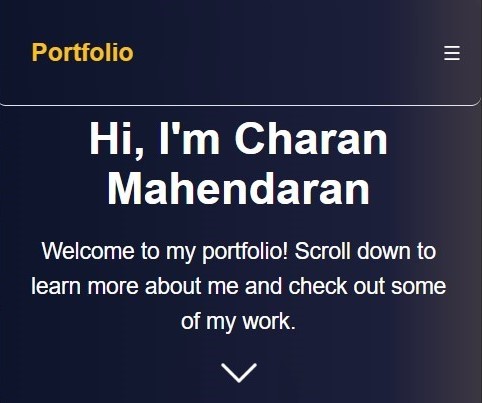 Portfolio
Hi, I'm Charan
Mahendaran
Welcome to my portfolio! Scroll down to
learn more about me and check out some
of my work.